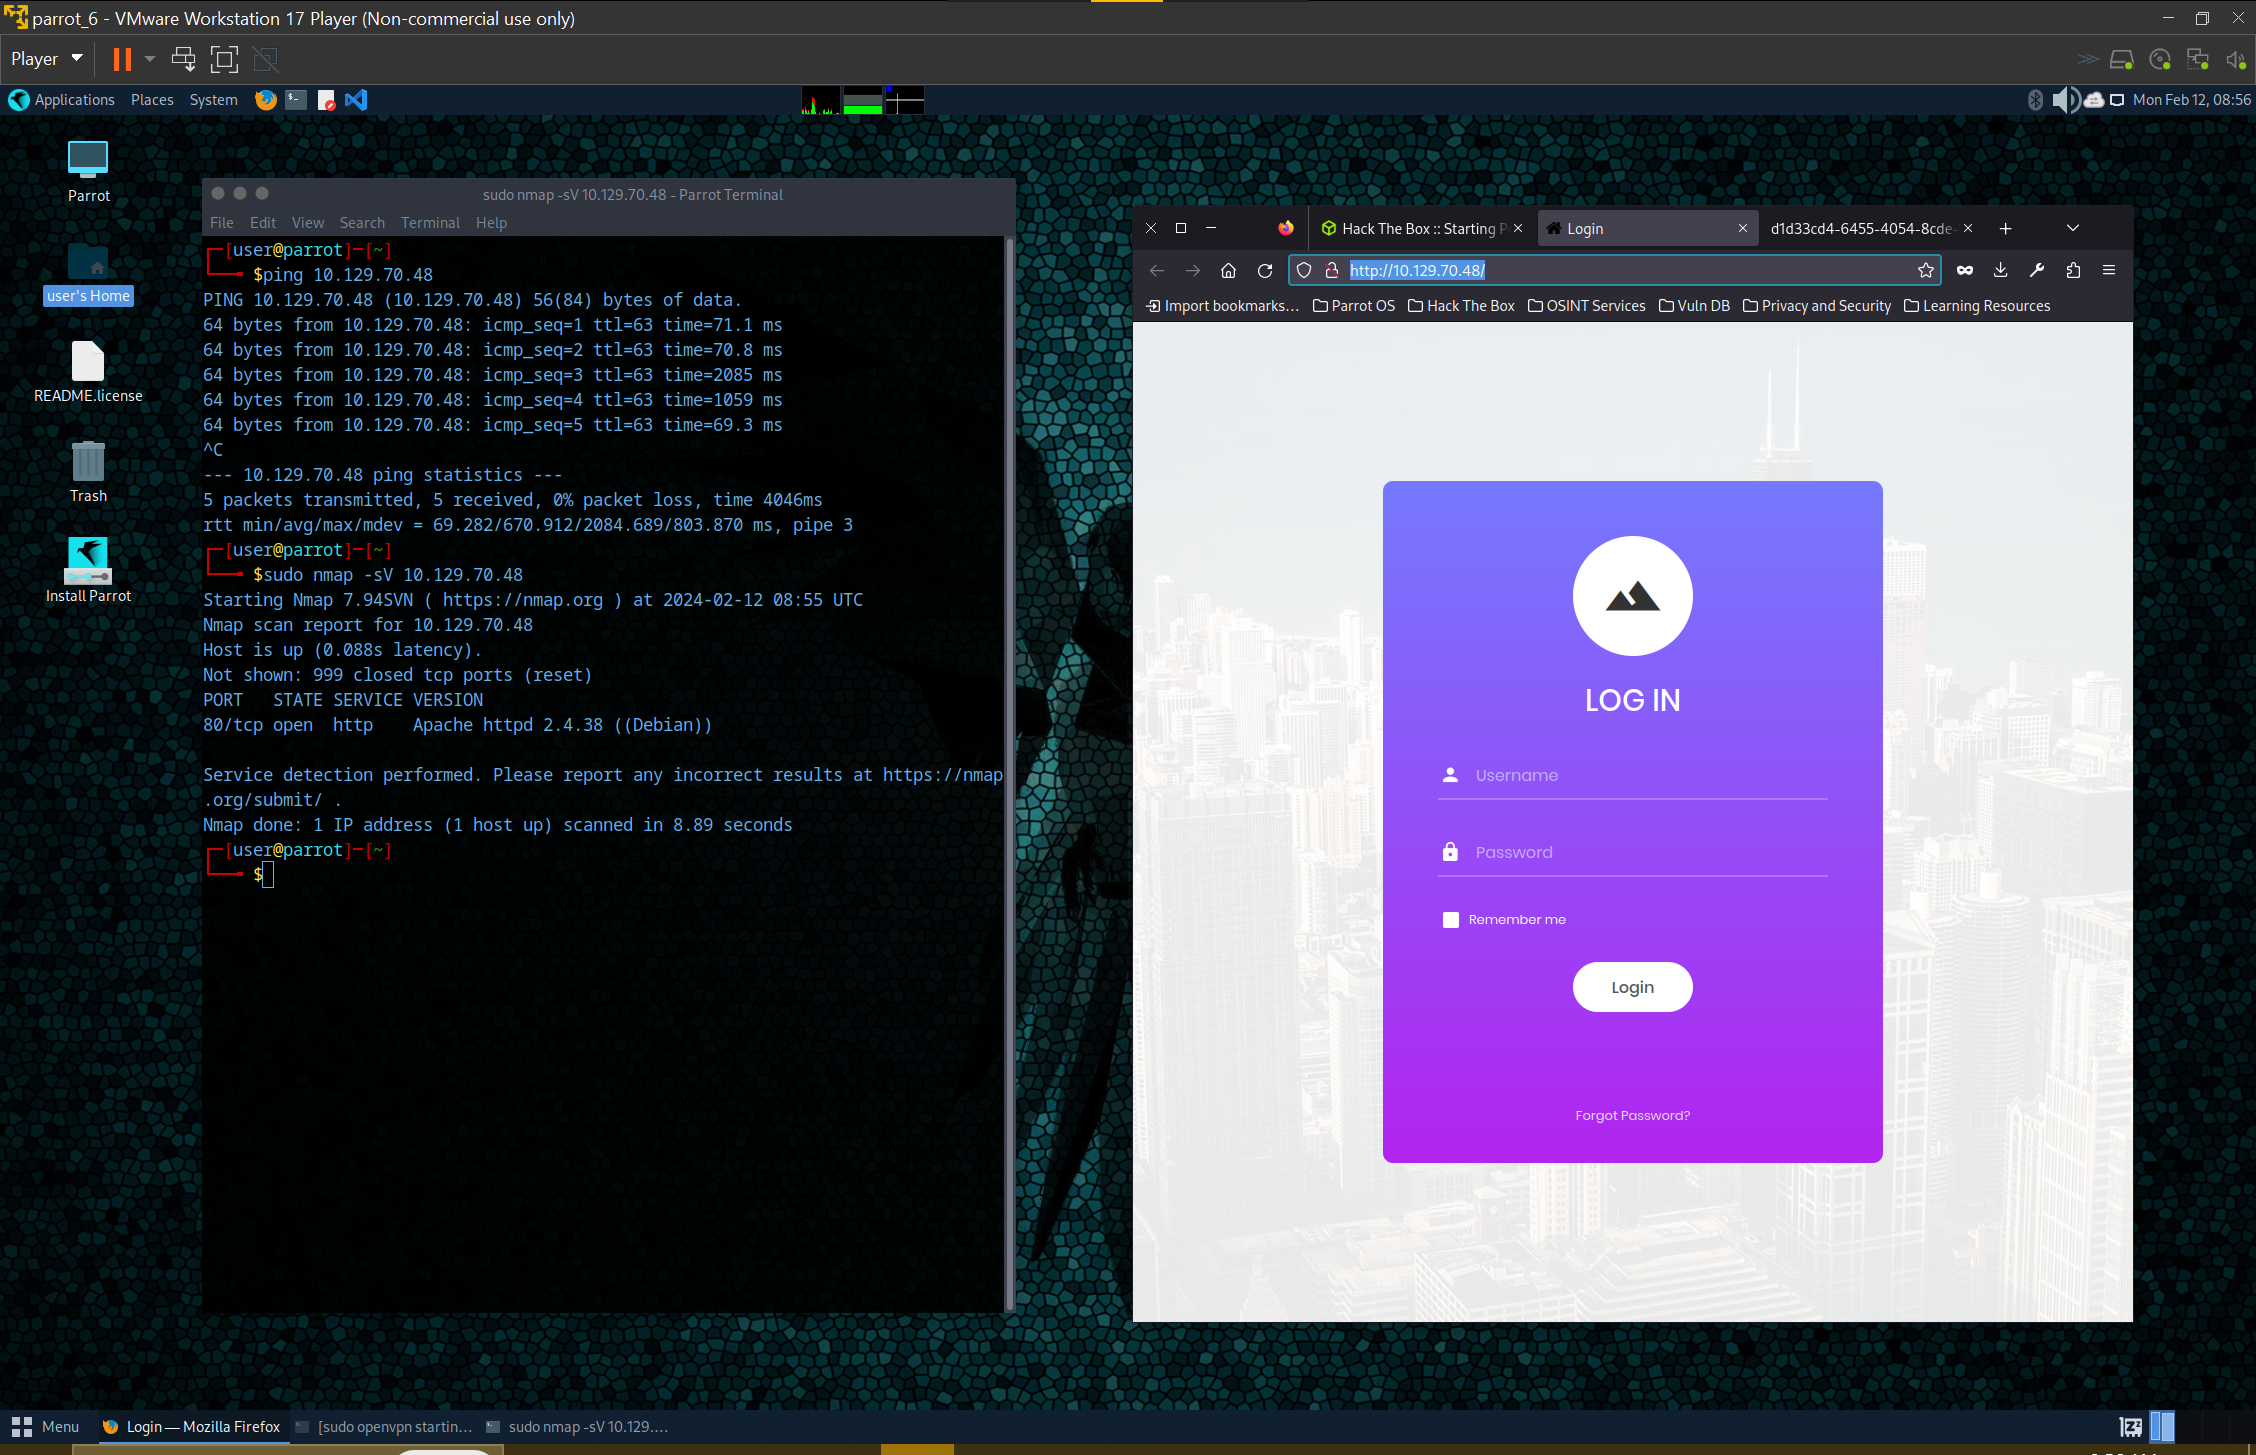 parrot_6 - VMware Workstation 17 Player (Non-commercial use only)
Player
Applications Places System
Mon Feb 12, 08:56
Parrot
user's Home
README.license
Trash
Install Parrot
sudo nmap -sV 10.129.70.48 - Parrot Terminal
File Edit View Search Terminal Help
┌─[user@parrot]─[~]
└──╼ $ping 10.129.70.48
PING 10.129.70.48 (10.129.70.48) 56(84) bytes of data.
64 bytes from 10.129.70.48: icmp_seq=1 ttl=63 time=71.1 ms
64 bytes from 10.129.70.48: icmp_seq=2 ttl=63 time=70.8 ms
64 bytes from 10.129.70.48: icmp_seq=3 ttl=63 time=2085 ms
64 bytes from 10.129.70.48: icmp_seq=4 ttl=63 time=1059 ms
64 bytes from 10.129.70.48: icmp_seq=5 ttl=63 time=69.3 ms
^C
--- 10.129.70.48 ping statistics ---
5 packets transmitted, 5 received, 0% packet loss, time 4046ms
rtt min/avg/max/mdev = 69.282/670.912/2084.689/803.870 ms, pipe 3
┌─[user@parrot]─[~]
└──╼ $sudo nmap -sV 10.129.70.48
Starting Nmap 7.94SVN ( https://nmap.org ) at 2024-02-12 08:55 UTC
Nmap scan report for 10.129.70.48
Host is up (0.088s latency).
Not shown: 999 closed tcp ports (reset)
PORT   STATE SERVICE VERSION
80/tcp open  http    Apache httpd 2.4.38 ((Debian))
Service detection performed. Please report any incorrect results at https://nmap
.org/submit/ .
Nmap done: 1 IP address (1 host up) scanned in 8.89 seconds
┌─[user@parrot]─[~]
└──╼ $
Hack The Box :: Starting P
Login
d1d33cd4-6455-4054-8cde-
http://10.129.70.48/
Import bookmarks… Parrot OS Hack The Box OSINT Services Vuln DB Privacy and Security Learning Resources
LOG IN
Username
Password
Remember me
Login
Forgot Password?
Menu
Login — Mozilla Firefox
[sudo openvpn startin…
sudo nmap -sV 10.129.…